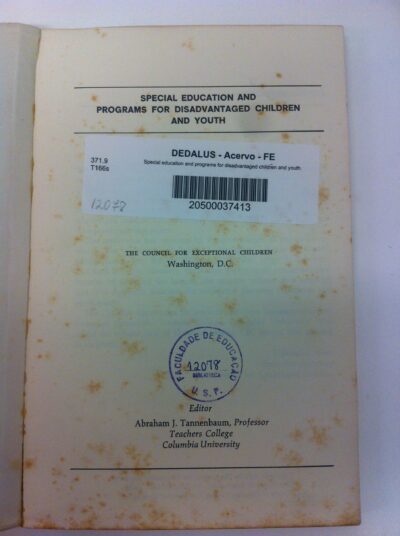 SPECIAL EDUCATION AND
PROGRAMS FOR DISADVANTAGED CHILDREN
AND YOUTH
371.9
T166s
DEDALUS - Acervo - FE
Special education and programs for disadvantaged children and youth.
20500037413
12078
THE COUNCIL FOR EXCEPTIONAL CHILDREN
Washington, D.C.
FACULDADE DE EDUCAÇÃO
12078
BIBLIOTECA
U. S. P.
Editor
Abraham J. Tannenbaum, Professor
Teachers College
Columbia University